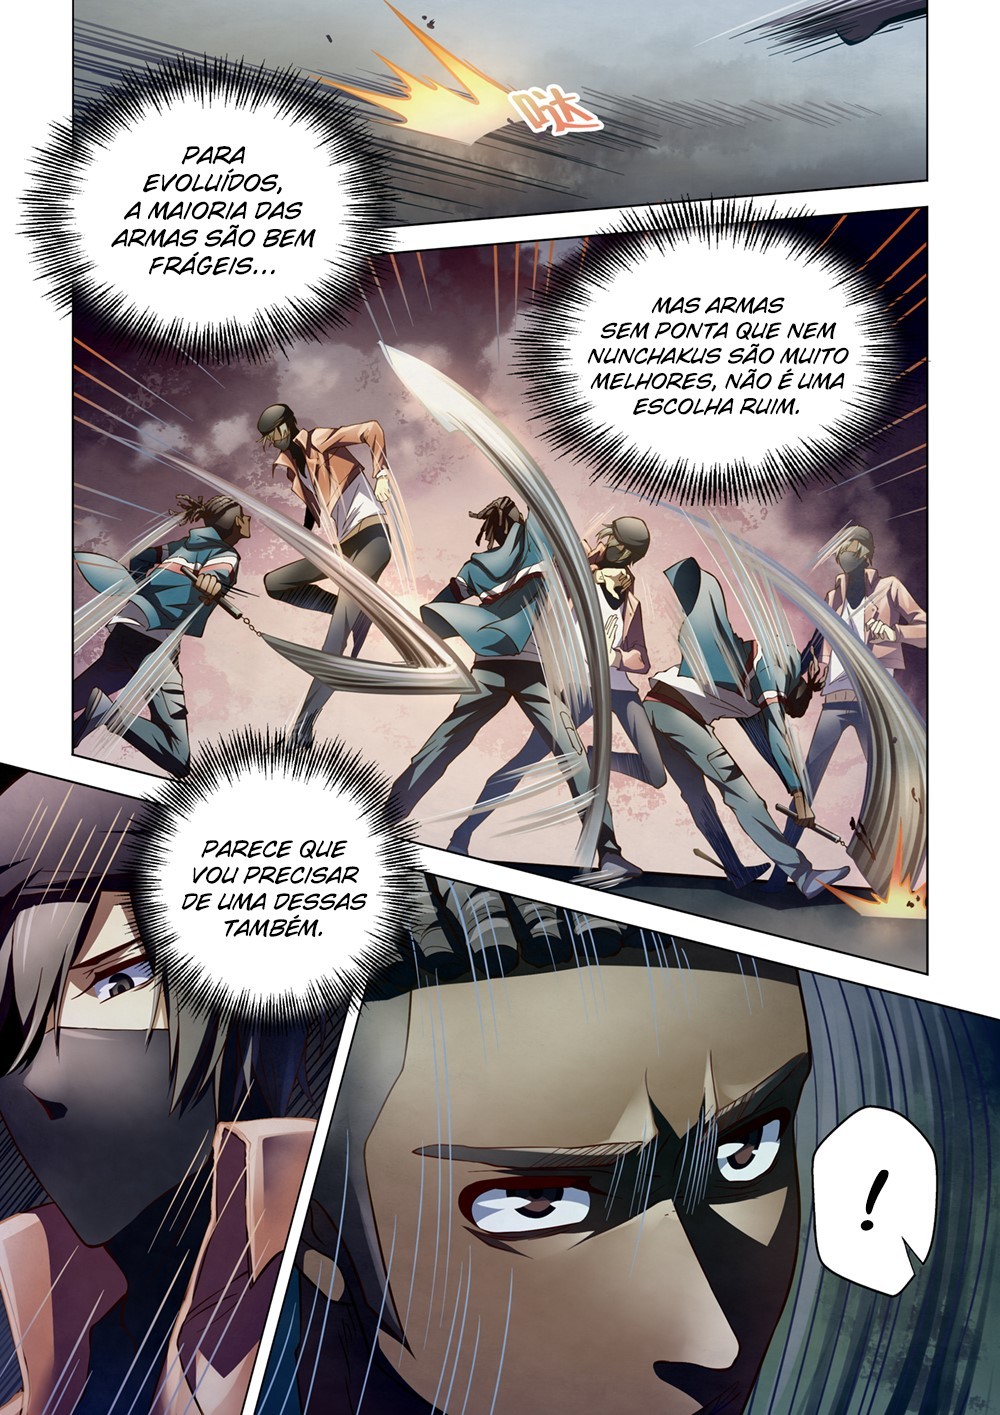 哒
PARA
EVOLUÍDOS,
A MAIORIA DAS
ARMAS SÃO BEM
FRÁGEIS...
MAS ARMAS
SEM PONTA QUE NEM
NUNCHAKUS SÃO MUITO
MELHORES, NÃO É UMA
ESCOLHA RUIM.
PARECE QUE
VOU PRECISAR
DE UMA DESSAS
TAMBÉM.
!